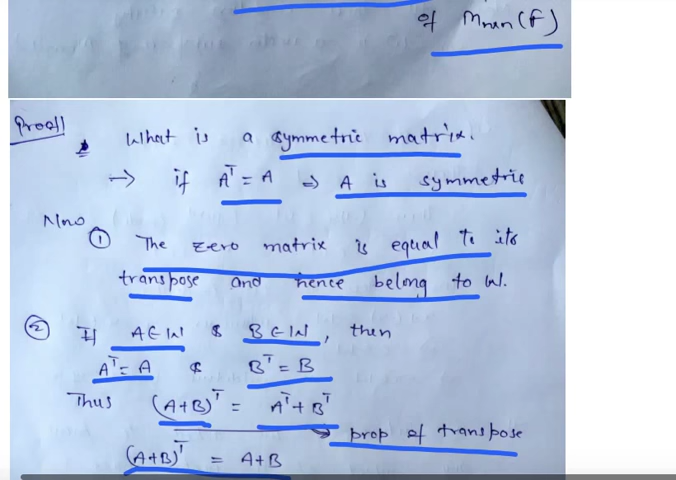 of Mnxn(F)
Proof||
What is a symmetric matrix.
→ if Aᵀ = A ⇒ A is symmetric
Now
① The zero matrix is equal to its
transpose and hence belong to W.
② If A ∈ W & B ∈ W, then
Aᵀ = A & Bᵀ = B
Thus (A+B)ᵀ = Aᵀ + Bᵀ
→ prop of transpose
(A+B)ᵀ = A+B